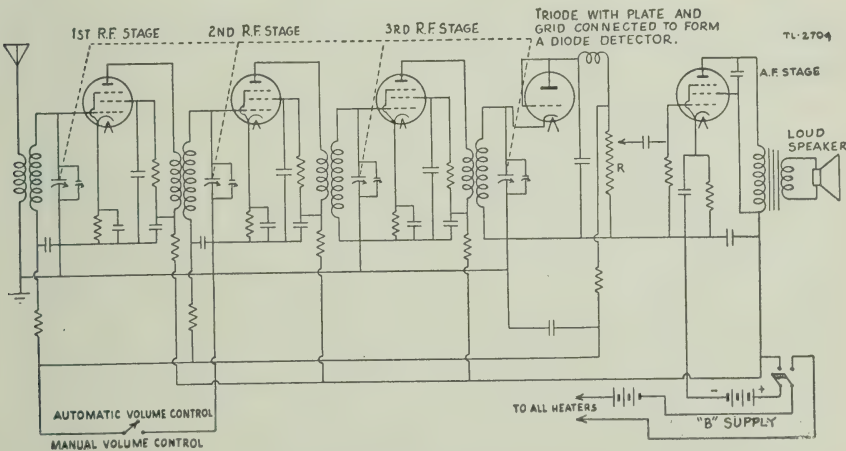 1ST R.F. STAGE
2ND R.F. STAGE
3RD R.F. STAGE
TRIODE WITH PLATE AND
GRID CONNECTED TO FORM
A DIODE DETECTOR.
TL-2704
A.F. STAGE
LOUD
SPEAKER
R
AUTOMATIC VOLUME CONTROL
MANUAL VOLUME CONTROL
TO ALL HEATERS
- +
"B" SUPPLY